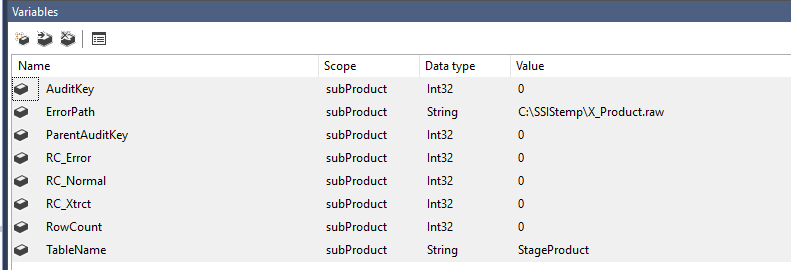 Variables
Name Scope Data type Value
AuditKey subProduct Int32 0
ErrorPath subProduct String C:\SSIStemp\X_Product.raw
ParentAuditKey subProduct Int32 0
RC_Error subProduct Int32 0
RC_Normal subProduct Int32 0
RC_Xtrct subProduct Int32 0
RowCount subProduct Int32 0
TableName subProduct String StageProduct